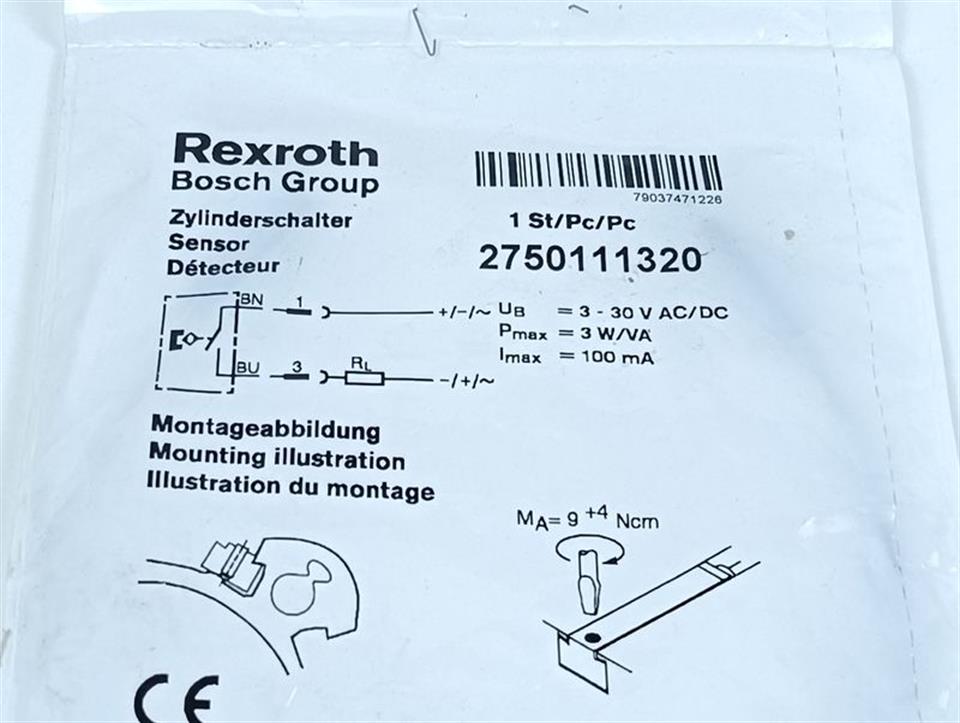 Rexroth
Bosch Group
79037471226
Zylinderschalter
Sensor
Détecteur
1 St/Pc/Pc
2750111320
BN 1 +/-/~
BU 3 RL -/+/~
UB = 3 - 30 V AC/DC
Pmax = 3 W/VA
Imax = 100 mA
Montageabbildung
Mounting illustration
Illustration du montage
MA= 9 +4 Ncm
CE